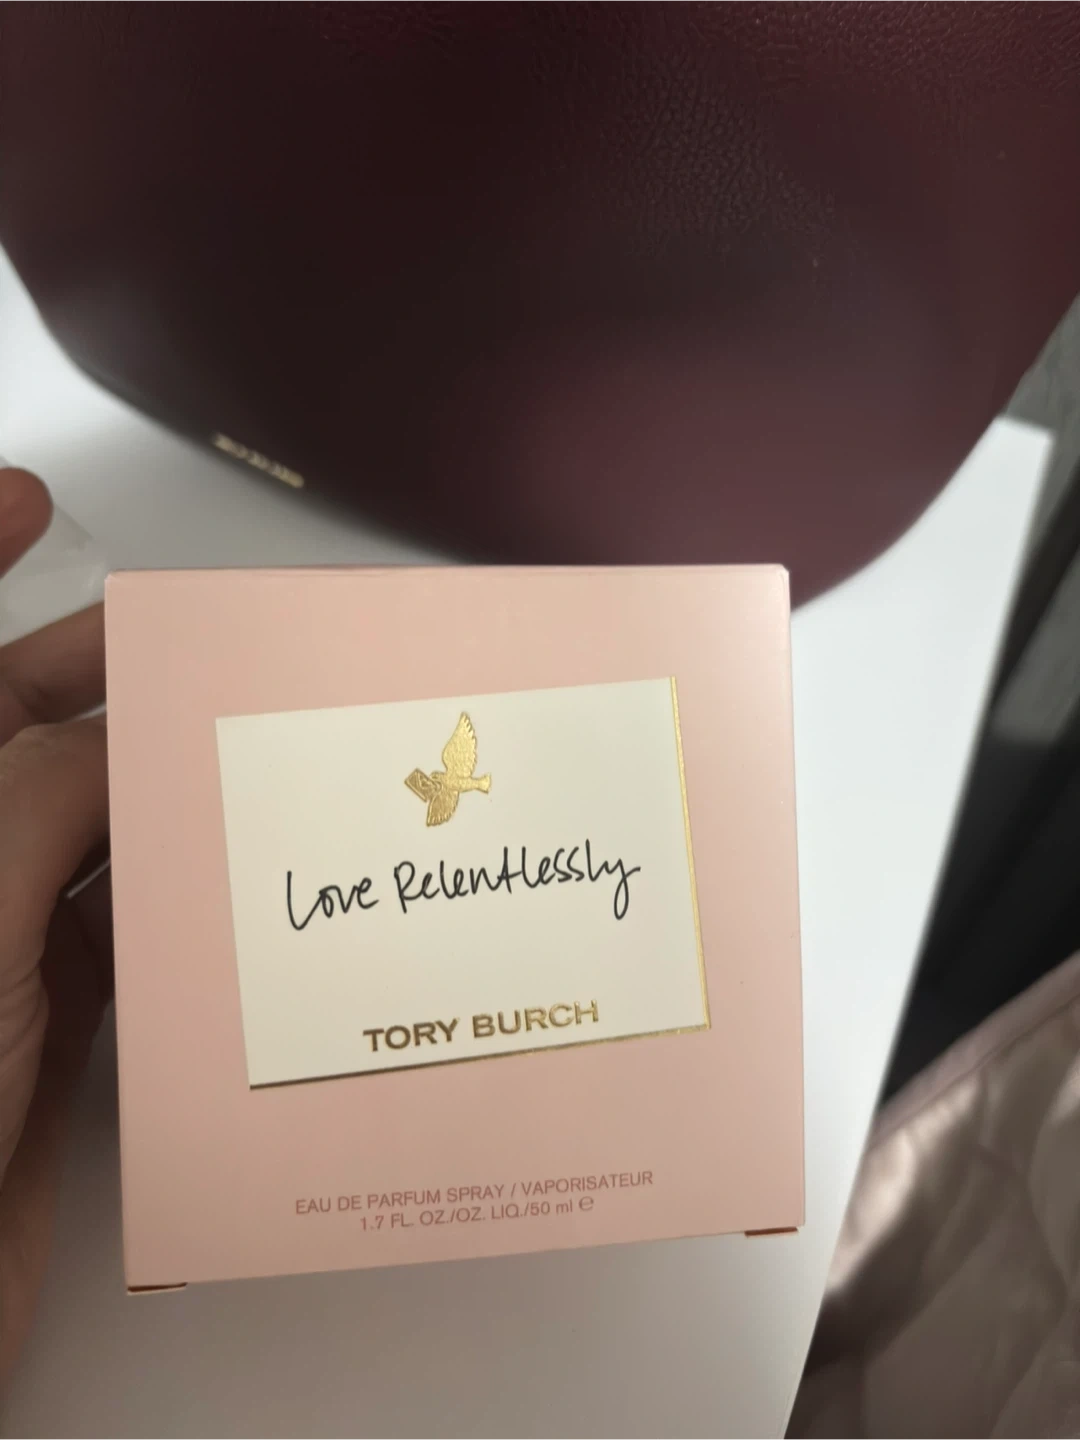 Love Relentlessly
TORY BURCH
EAU DE PARFUM SPRAY / VAPORISATEUR
1.7 FL. OZ./OZ. LIQ./50 ml ℮